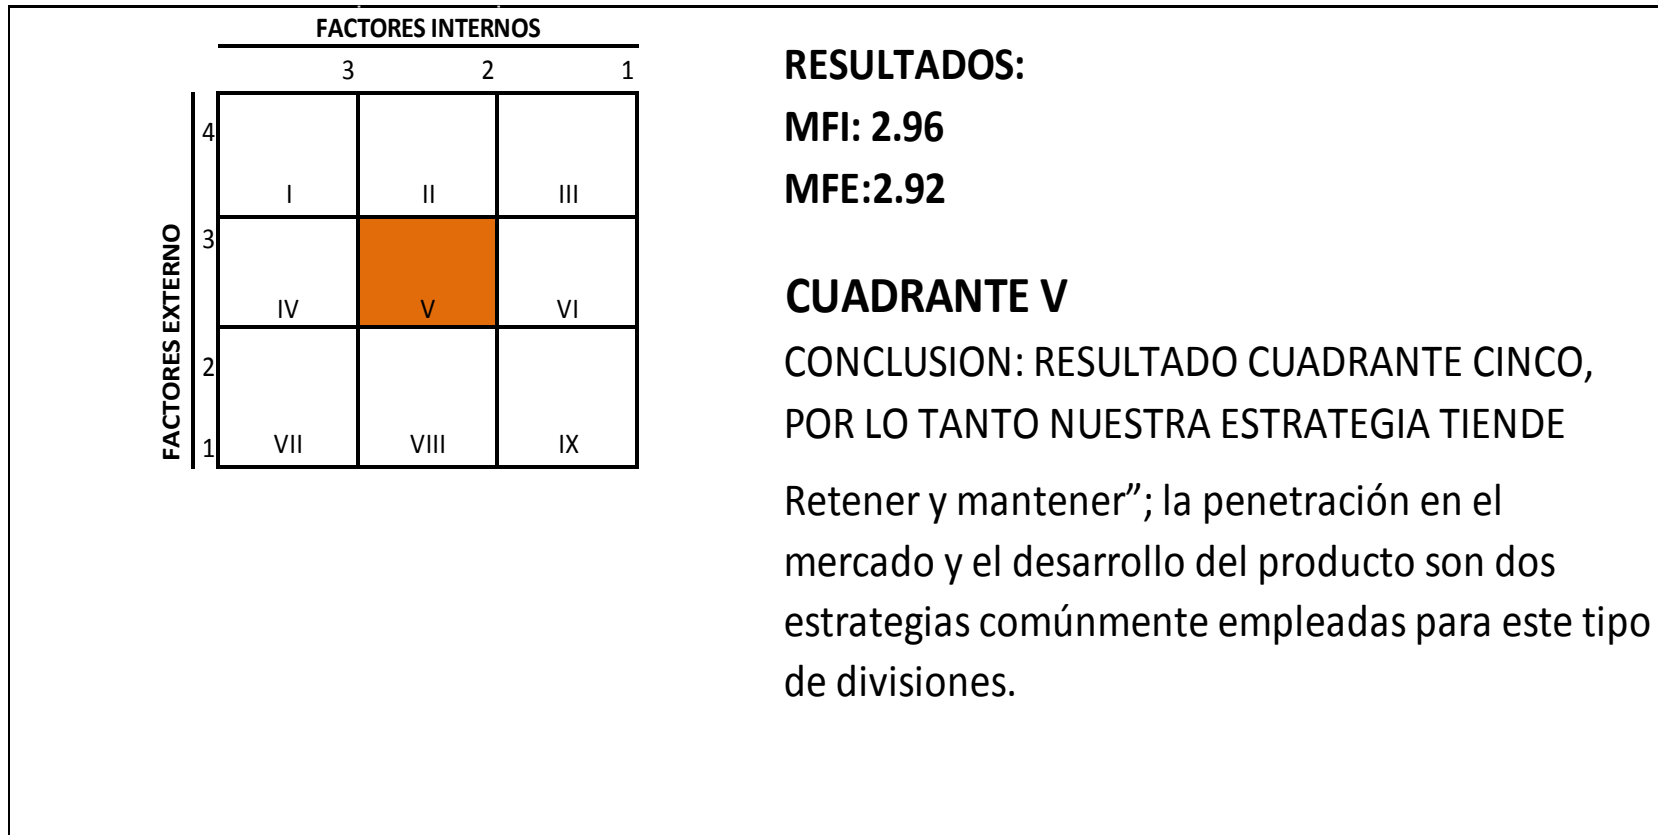 FACTORES INTERNOS
3 2 1
4
I II III
FACTORES EXTERNO
3
IV V VI
2
1
VII VIII IX
RESULTADOS:
MFI: 2.96
MFE:2.92
CUADRANTE V
CONCLUSION: RESULTADO CUADRANTE CINCO,
POR LO TANTO NUESTRA ESTRATEGIA TIENDE
Retener y mantener”; la penetración en el
mercado y el desarrollo del producto son dos
estrategias comúnmente empleadas para este tipo
de divisiones.